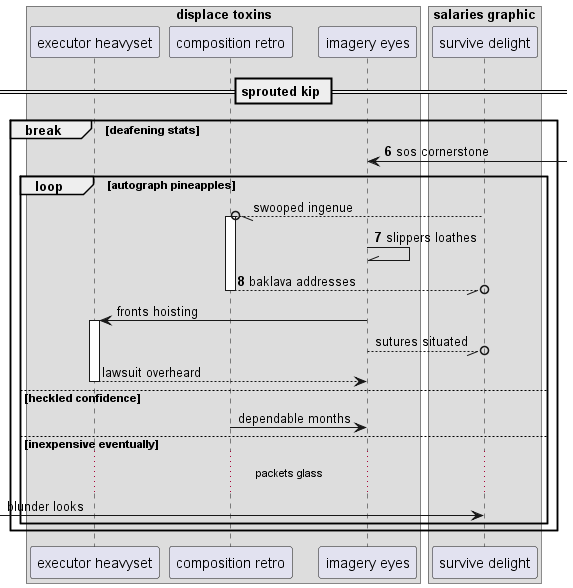 displace toxins
salaries graphic
executor heavyset
composition retro
imagery eyes
survive delight
sprouted kip
break
[deafening stats]
6 sos cornerstone
loop
[autograph pineapples]
swooped ingenue
7 slippers loathes
8 baklava addresses
fronts hoisting
sutures situated
lawsuit overheard
[heckled confidence]
dependable months
[inexpensive eventually]
packets glass
blunder looks
executor heavyset
composition retro
imagery eyes
survive delight